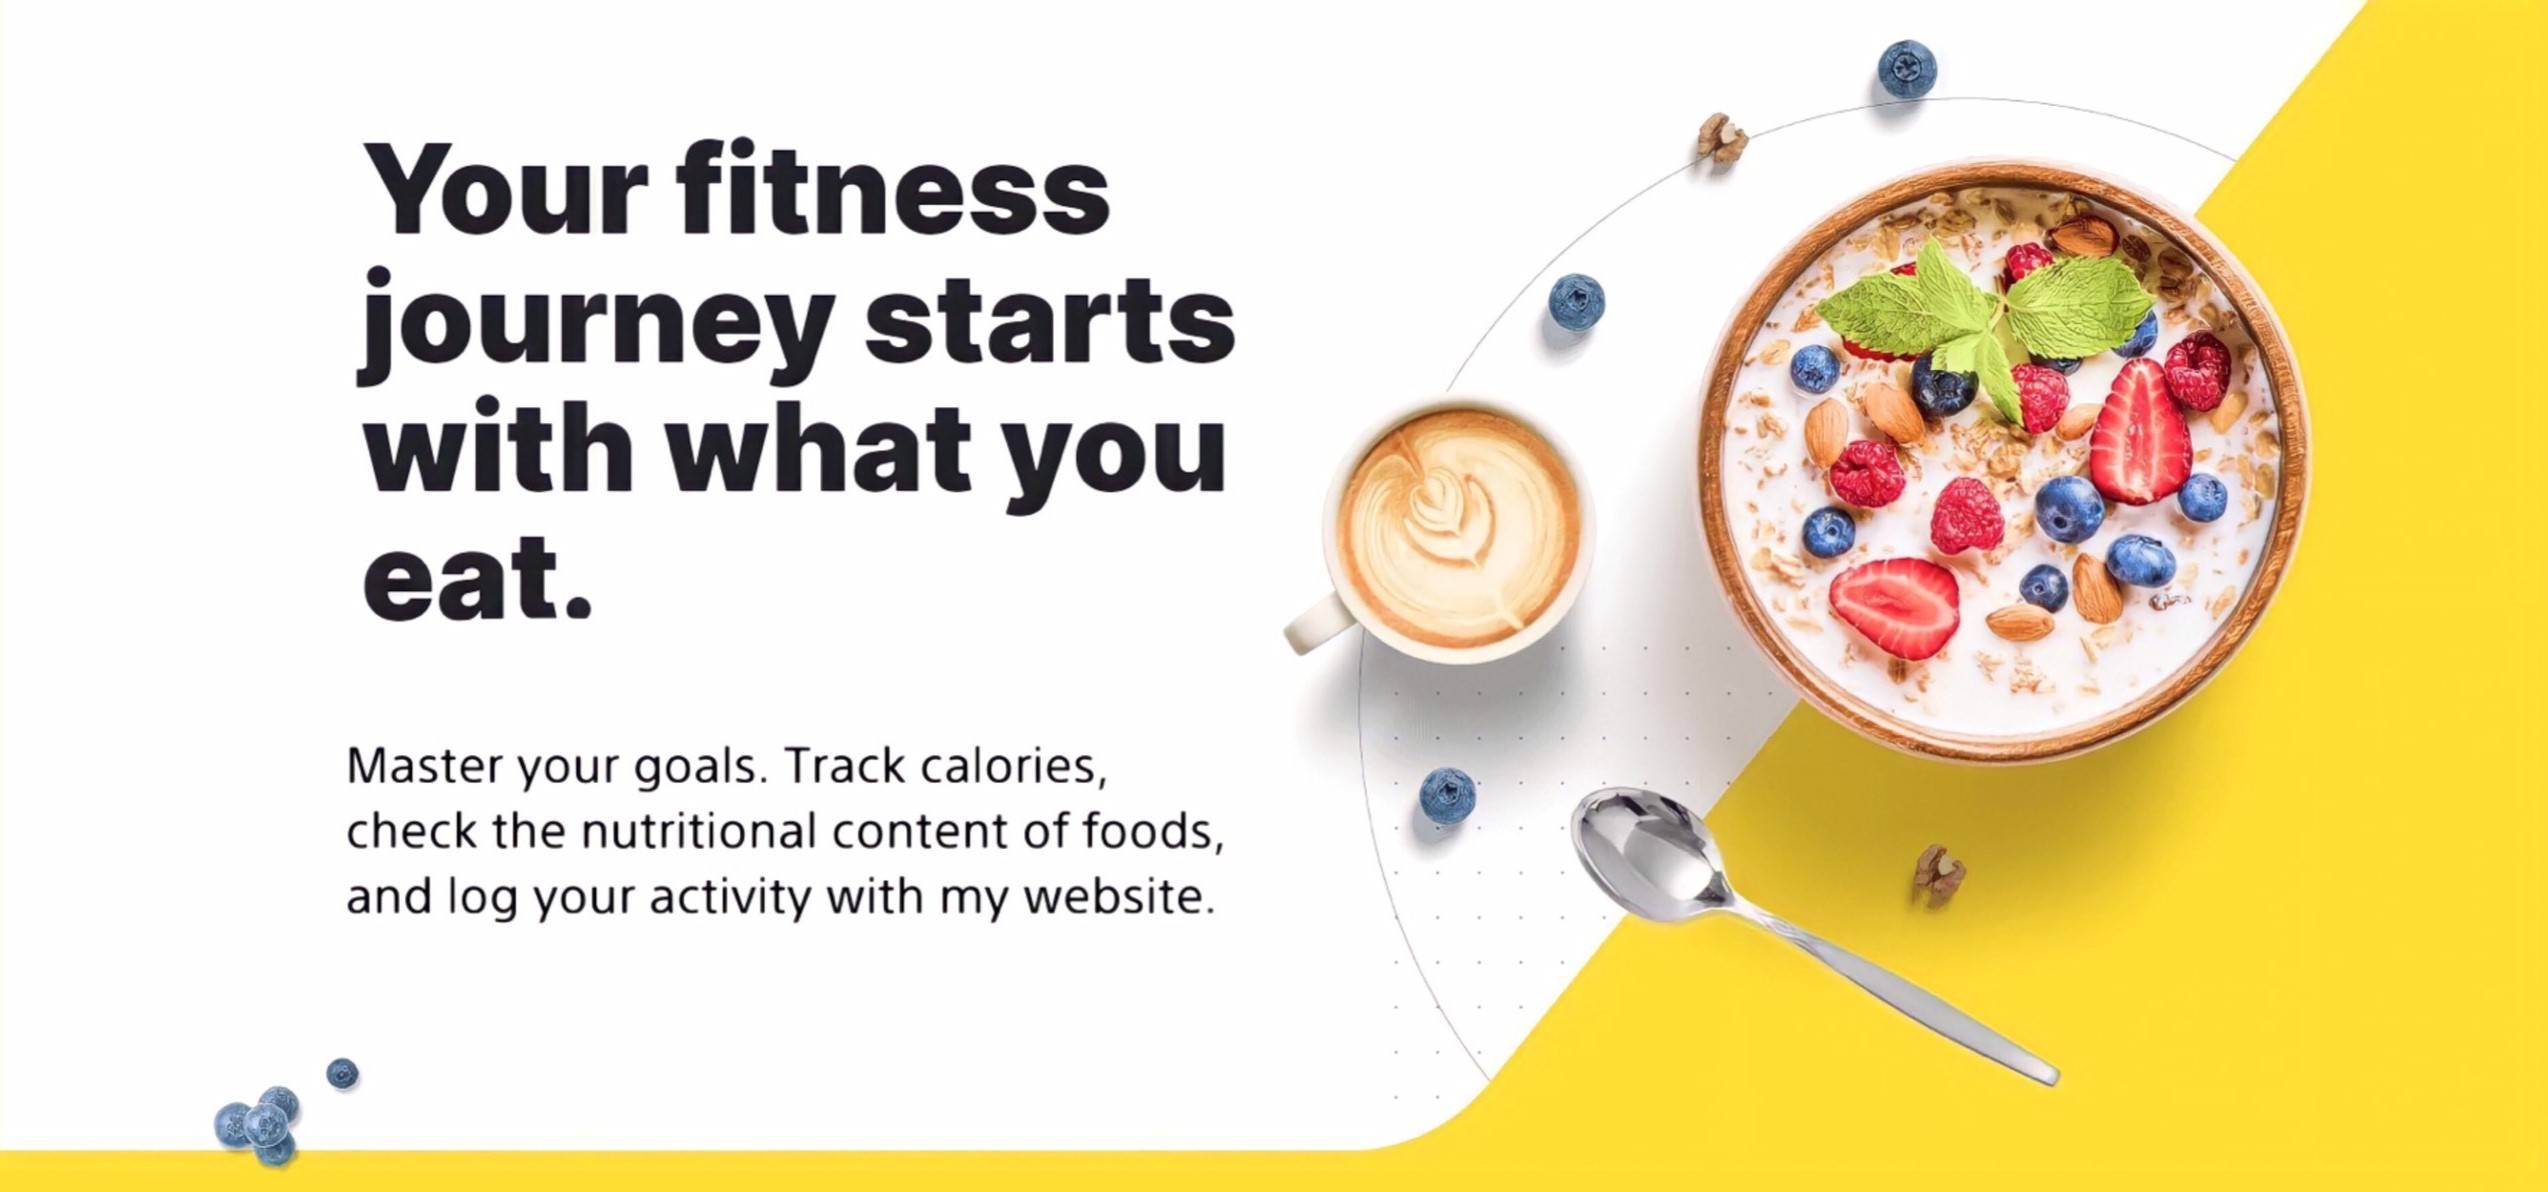 Your fitness
journey starts
with what you
eat.
Master your goals. Track calories,
check the nutritional content of foods,
and log your activity with my website.